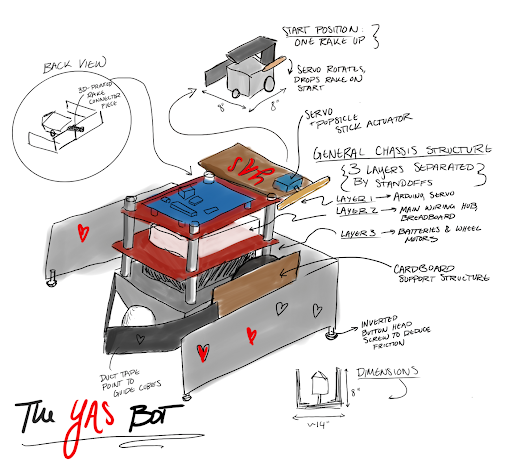 START POSITION:
ONE RAKE UP
SERVO ROTATES,
DROPS RAKE ON
START
8"
8"
BACK VIEW
3D-PRINTED
RAKE
CONNECTOR
PIECE
SERVO
+ POPSICLE
STICK ACTUATOR
GENERAL CHASSIS STRUCTURE
3 LAYERS SEPARATED
BY STANDOFFS
LAYER 1 → ARDUINO, SERVO
LAYER 2 → MAIN WIRING HUB,
BREADBOARD
LAYER 3 → BATTERIES & WHEEL
MOTORS
SVR
CARDBOARD
SUPPORT STRUCTURE
INVERTED
BUTTON HEAD
SCREW TO DEDUCE
FRICTION
DUCT TAPE
POINT TO
GUIDE CUBES
DIMENSIONS
8"
~14"
The YAS BOT